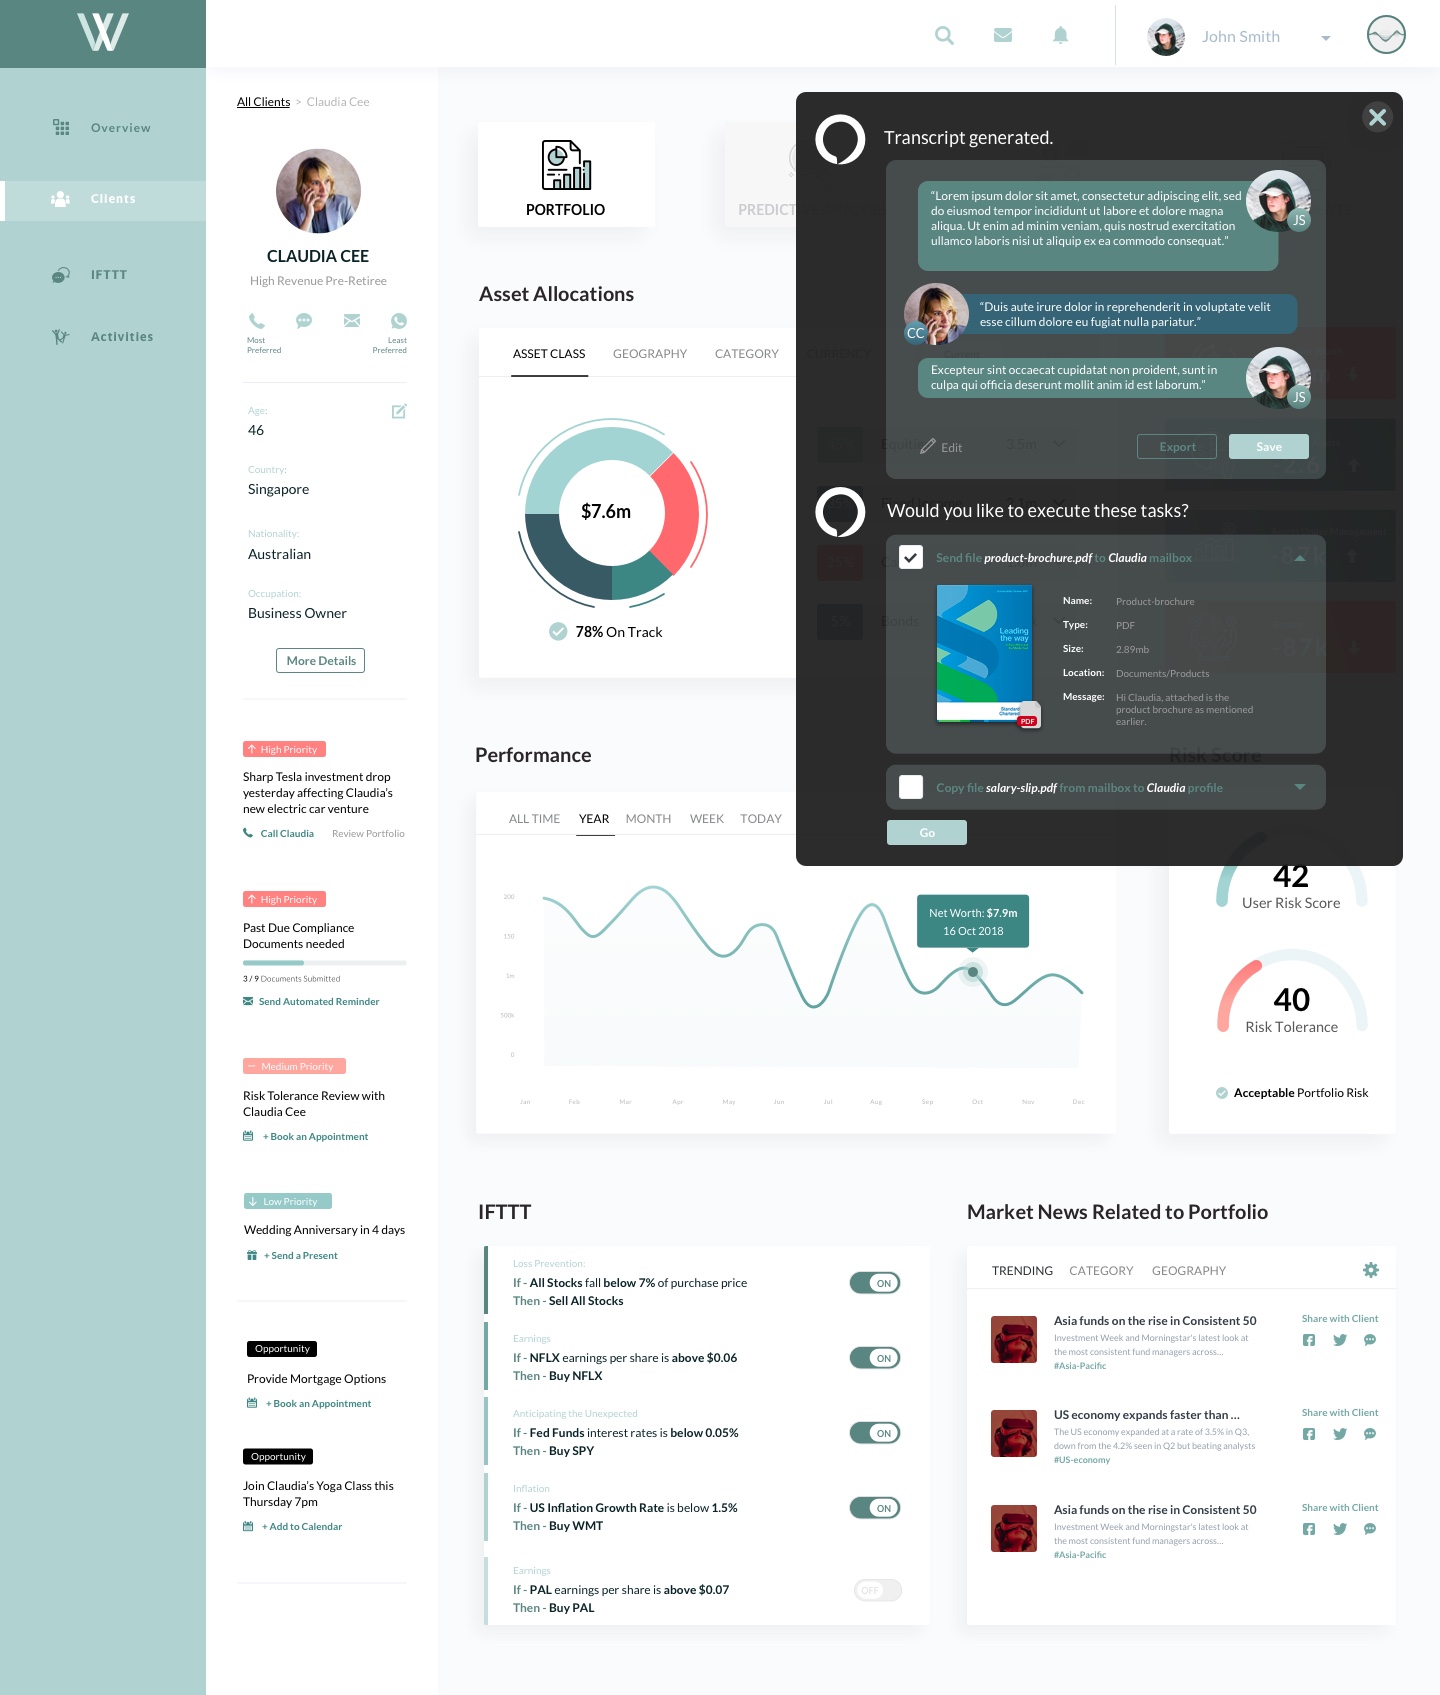 W
John Smith
Overview
Clients
IFTTT
Activities
All Clients > Claudia Cee
CLAUDIA CEE
High Revenue Pre-Retiree
Most
Preferred
Least
Preferred
Age:
46
Country:
Singapore
Nationality:
Australian
Occupation:
Business Owner
More Details
High Priority
Sharp Tesla investment drop
yesterday affecting Claudia's
new electric car venture
Call Claudia Review Portfolio
High Priority
Past Due Compliance
Documents needed
3 / 9 Documents Submitted
Send Automated Reminder
Medium Priority
Risk Tolerance Review with
Claudia Cee
+ Book an Appointment
Low Priority
Wedding Anniversary in 4 days
+ Send a Present
Opportunity
Provide Mortgage Options
+ Book an Appointment
Opportunity
Join Claudia's Yoga Class this
Thursday 7pm
+ Add to Calendar
PORTFOLIO
Asset Allocations
ASSET CLASS GEOGRAPHY CATEGORY CURRENCY
$7.6m
78% On Track
Transcript generated.
“Lorem ipsum dolor sit amet, consectetur adipiscing elit, sed
do eiusmod tempor incididunt ut labore et dolore magna
aliqua. Ut enim ad minim veniam, quis nostrud exercitation
ullamco laboris nisi ut aliquip ex ea commodo consequat.”
JS
“Duis aute irure dolor in reprehenderit in voluptate velit
esse cillum dolore eu fugiat nulla pariatur.”
CC
Excepteur sint occaecat cupidatat non proident, sunt in
culpa qui officia deserunt mollit anim id est laborum.”
JS
Edit
Export
Save
Would you like to execute these tasks?
Send file product-brochure.pdf to Claudia mailbox
Leading
the way
Standard
Chartered
PDF
Name: Product-brochure
Type: PDF
Size: 2.89mb
Location: Documents/Products
Message: Hi Claudia, attached is the
product brochure as mentioned
earlier.
Copy file salary-slip.pdf from mailbox to Claudia profile
Go
Equities 3.5m
5% Bonds
-87k
Performance
ALL TIME YEAR MONTH WEEK TODAY
200
150
1m
500k
0
Net Worth: $7.9m
16 Oct 2018
Jan Feb Mar Apr May Jun Jul Aug Sep Oct Nov Dec
Risk Score
42
User Risk Score
40
Risk Tolerance
Acceptable Portfolio Risk
IFTTT
Loss Prevention:
If - All Stocks fall below 7% of purchase price
Then - Sell All Stocks
ON
Earnings
If - NFLX earnings per share is above $0.06
Then - Buy NFLX
ON
Anticipating the Unexpected
If - Fed Funds interest rates is below 0.05%
Then - Buy SPY
ON
Inflation
If - US Inflation Growth Rate is below 1.5%
Then - Buy WMT
ON
Earnings
If - PAL earnings per share is above $0.07
Then - Buy PAL
OFF
Market News Related to Portfolio
TRENDING CATEGORY GEOGRAPHY
Asia funds on the rise in Consistent 50
Investment Week and Morningstar's latest look at
the most consistent fund managers across...
#Asia-Pacific
Share with Client
US economy expands faster than ...
The US economy expanded at a rate of 3.5% in Q3,
down from the 4.2% seen in Q2 but beating analysts
#US-economy
Share with Client
Asia funds on the rise in Consistent 50
Investment Week and Morningstar's latest look at
the most consistent fund managers across...
#Asia-Pacific
Share with Client